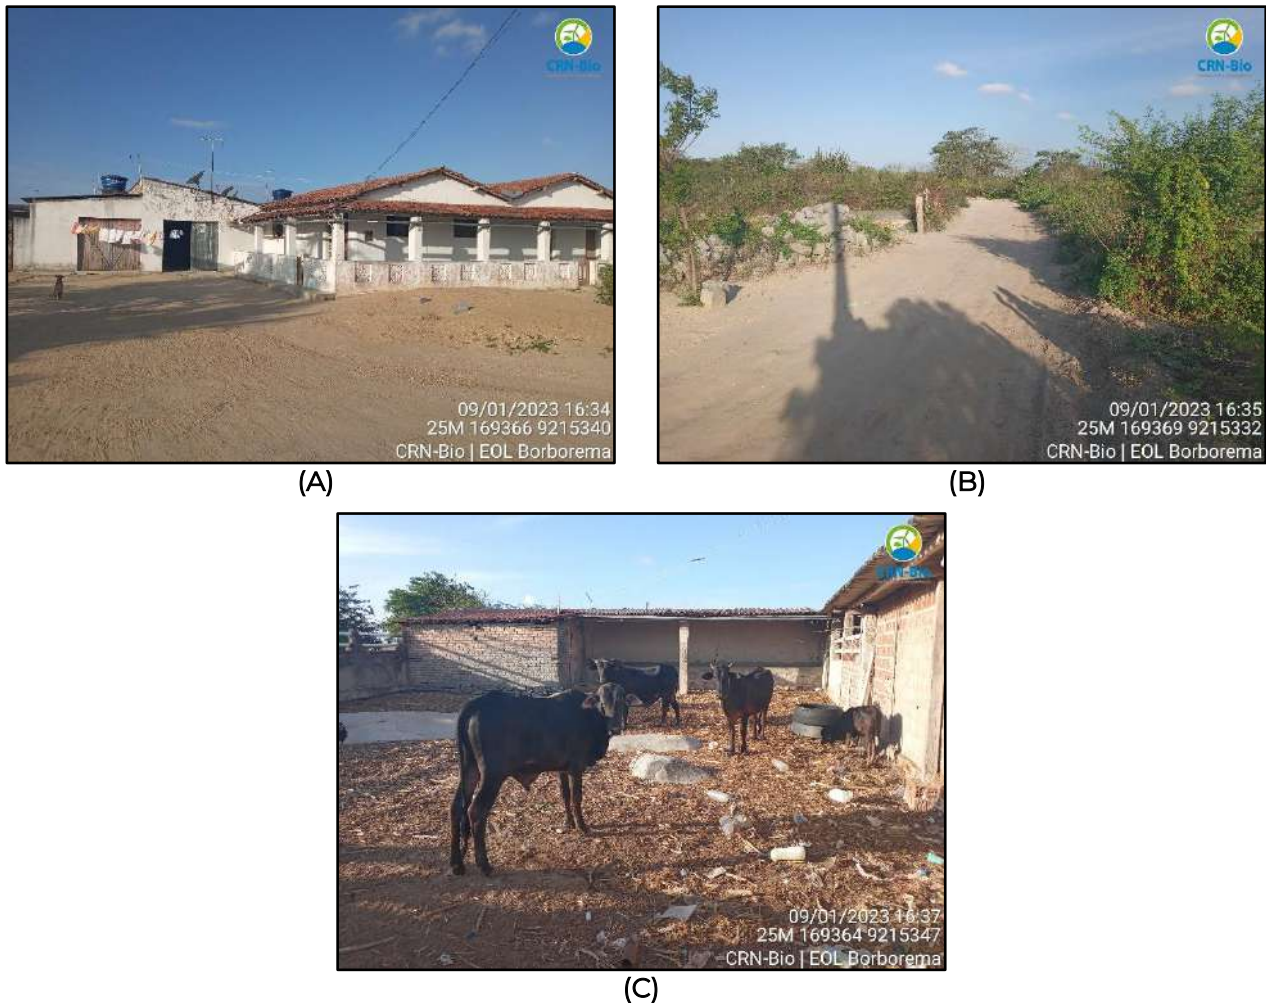 CRN-Bio
09/01/2023 16:34
25M 169366 9215340
CRN-Bio | EOL Borborema
(A)
CRN-Bio
09/01/2023 16:35
25M 169369 9215332
CRN-Bio | EOL Borborema
(B)
CRN-Bio
09/01/2023 16:37
25M 169364 9215347
CRN-Bio | EOL Borborema
(C)